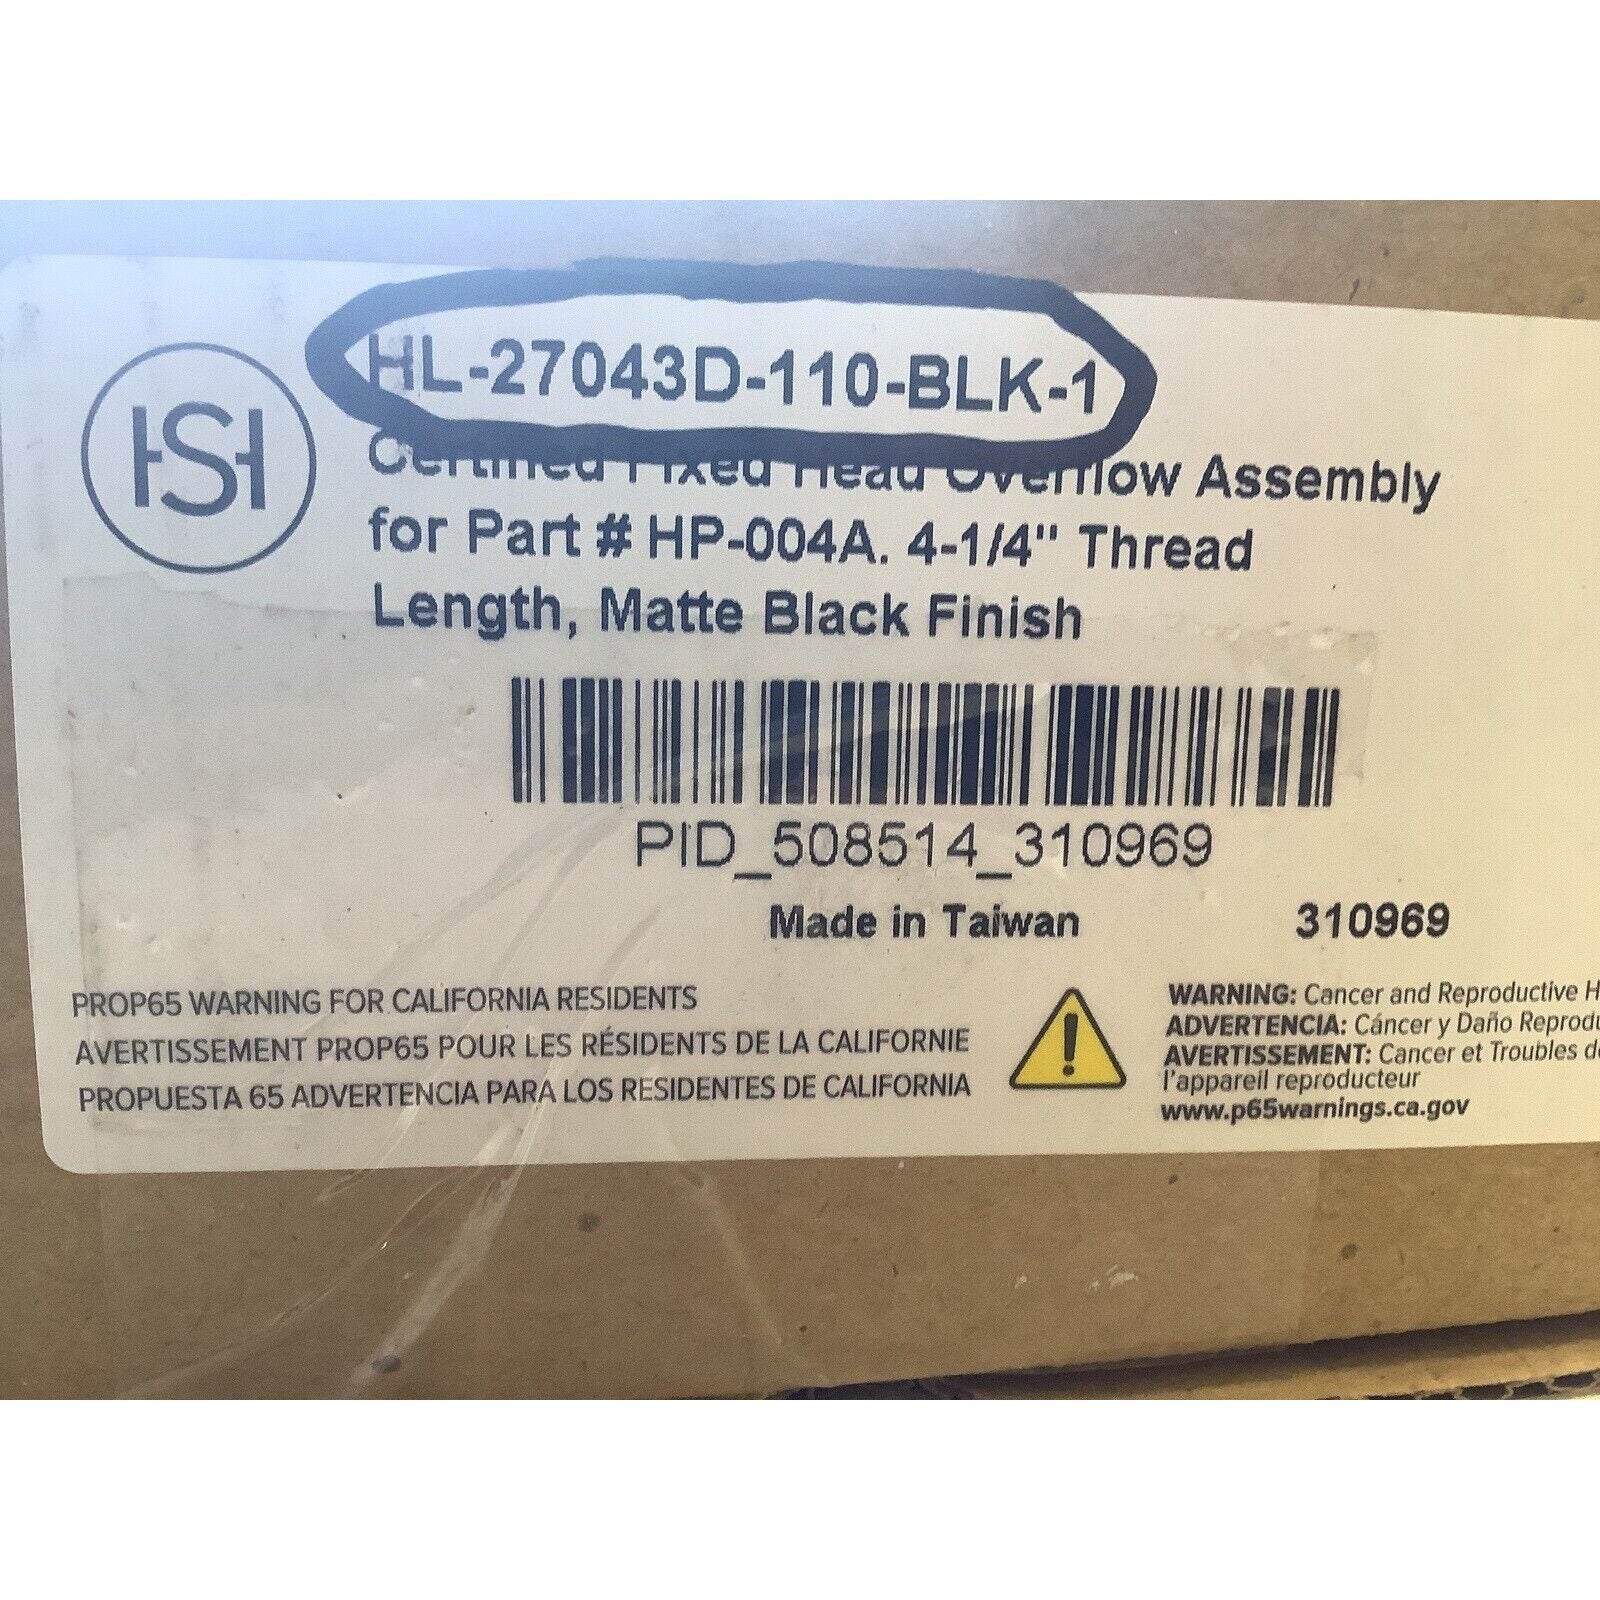 HL-27043D-110-BLK-1
HSH
Certified Fixed Head Overflow Assembly
for Part # HP-004A. 4-1/4" Thread
Length, Matte Black Finish
PID_508514_310969
Made in Taiwan 310969
PROP65 WARNING FOR CALIFORNIA RESIDENTS
AVERTISSEMENT PROP65 POUR LES RÉSIDENTS DE LA CALIFORNIE
PROPUESTA 65 ADVERTENCIA PARA LOS RESIDENTES DE CALIFORNIA
WARNING: Cancer and Reproductive H
ADVERTENCIA: Cáncer y Daño Reprodu
AVERTISSEMENT: Cancer et Troubles de
l'appareil reproducteur
www.p65warnings.ca.gov